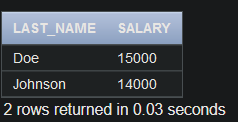 LAST_NAME SALARY
Doe 15000
Johnson 14000
2 rows returned in 0.03 seconds